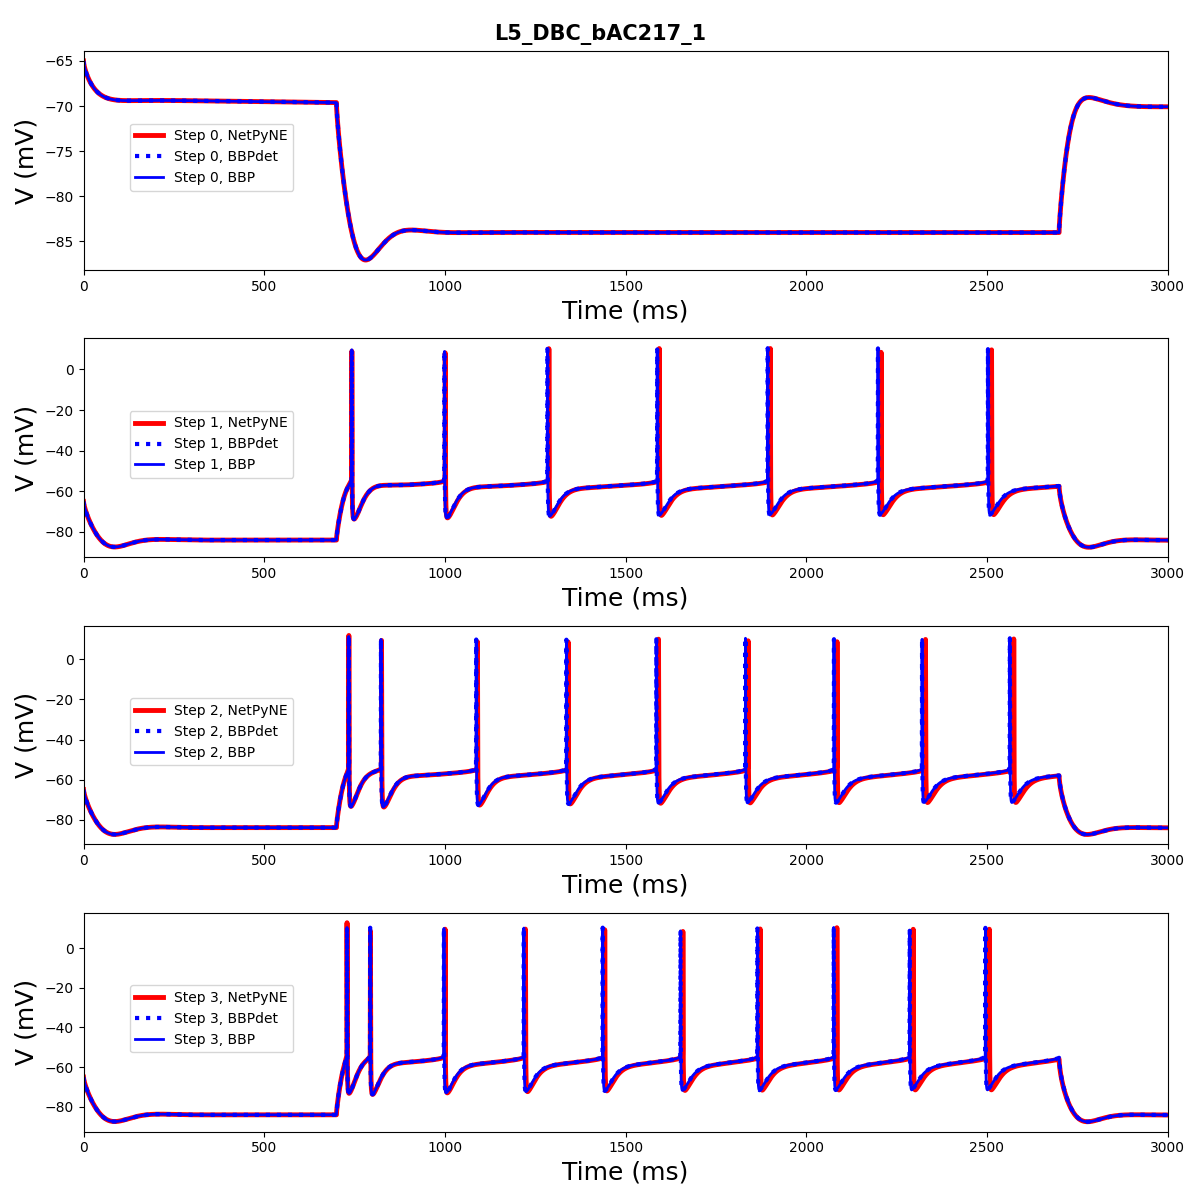 L5_DBC_bAC217_1
V (mV)
−65
−70
−75
−80
−85
Step 0, NetPyNE
Step 0, BBPdet
Step 0, BBP
0 500 1000 1500 2000 2500 3000
Time (ms)
V (mV)
0
−20
−40
−60
−80
Step 1, NetPyNE
Step 1, BBPdet
Step 1, BBP
0 500 1000 1500 2000 2500 3000
Time (ms)
V (mV)
0
−20
−40
−60
−80
Step 2, NetPyNE
Step 2, BBPdet
Step 2, BBP
0 500 1000 1500 2000 2500 3000
Time (ms)
V (mV)
0
−20
−40
−60
−80
Step 3, NetPyNE
Step 3, BBPdet
Step 3, BBP
0 500 1000 1500 2000 2500 3000
Time (ms)